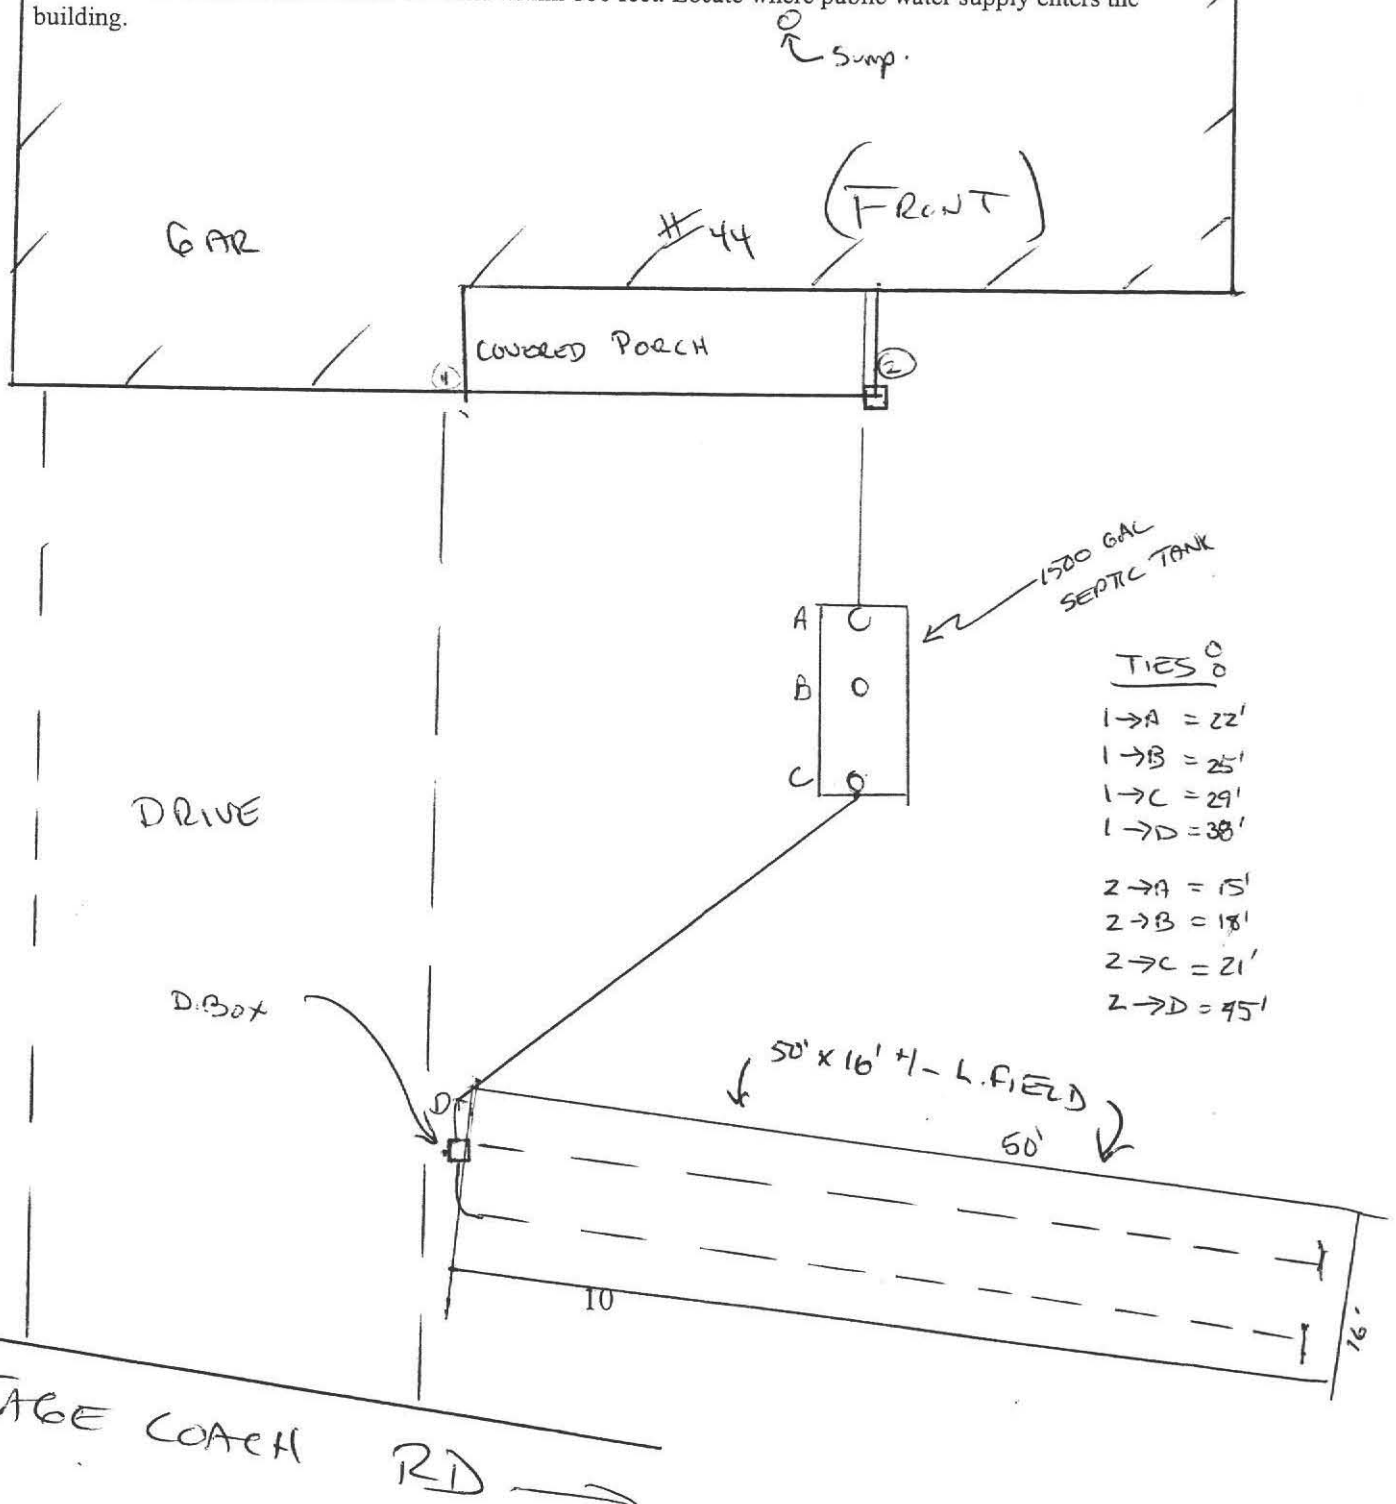 building.
Sump.
(FRONT)
GAR
# 44
COVERED PORCH
1
2
1500 GAL
SEPTIC TANK
A
B
C
TIES:
1→A = 22'
1→B = 25'
1→C = 29'
1→D = 38'
2→A = 15'
2→B = 18'
2→C = 21'
2→D = 45'
DRIVE
D.BOX
50' x 16' +/- L.FIELD
D
50'
10
16'
AGE COACH RD